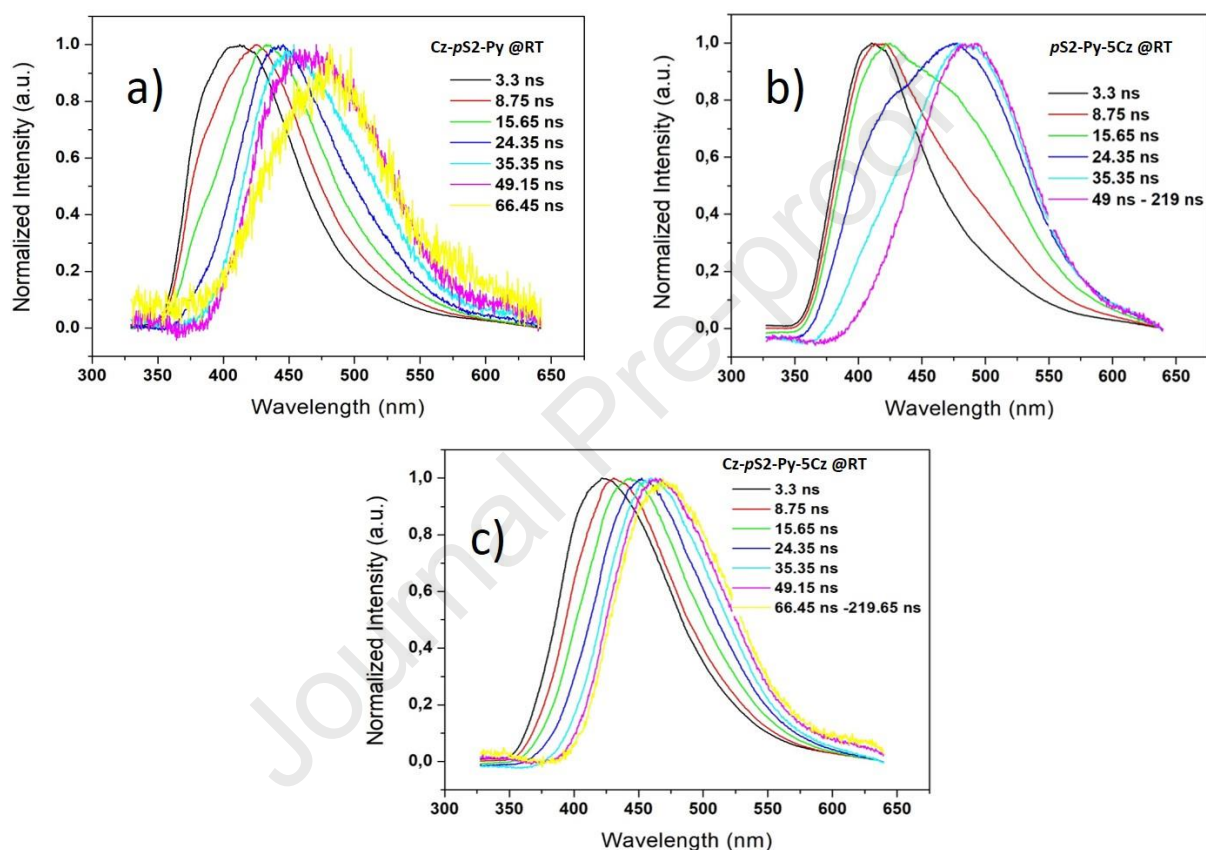 a)
Cz-pS2-Py @RT
3.3 ns
8.75 ns
15.65 ns
24.35 ns
35.35 ns
49.15 ns
66.45 ns
Normalized Intensity (a.u.)
1,0
0,8
0,6
0,4
0,2
0,0
300 350 400 450 500 550 600 650
Wavelength (nm)
b)
pS2-Py-5Cz @RT
3.3 ns
8.75 ns
15.65 ns
24.35 ns
35.35 ns
49 ns - 219 ns
Normalized Intensity (a.u.)
1,0
0,8
0,6
0,4
0,2
0,0
300 350 400 450 500 550 600 650
Wavelength (nm)
c)
Cz-pS2-Py-5Cz @RT
3.3 ns
8.75 ns
15.65 ns
24.35 ns
35.35 ns
49.15 ns
66.45 ns -219.65 ns
Normalized Intensity (a.u.)
1,0
0,8
0,6
0,4
0,2
0,0
300 350 400 450 500 550 600 650
Wavelength (nm)
Journal Pre-proof